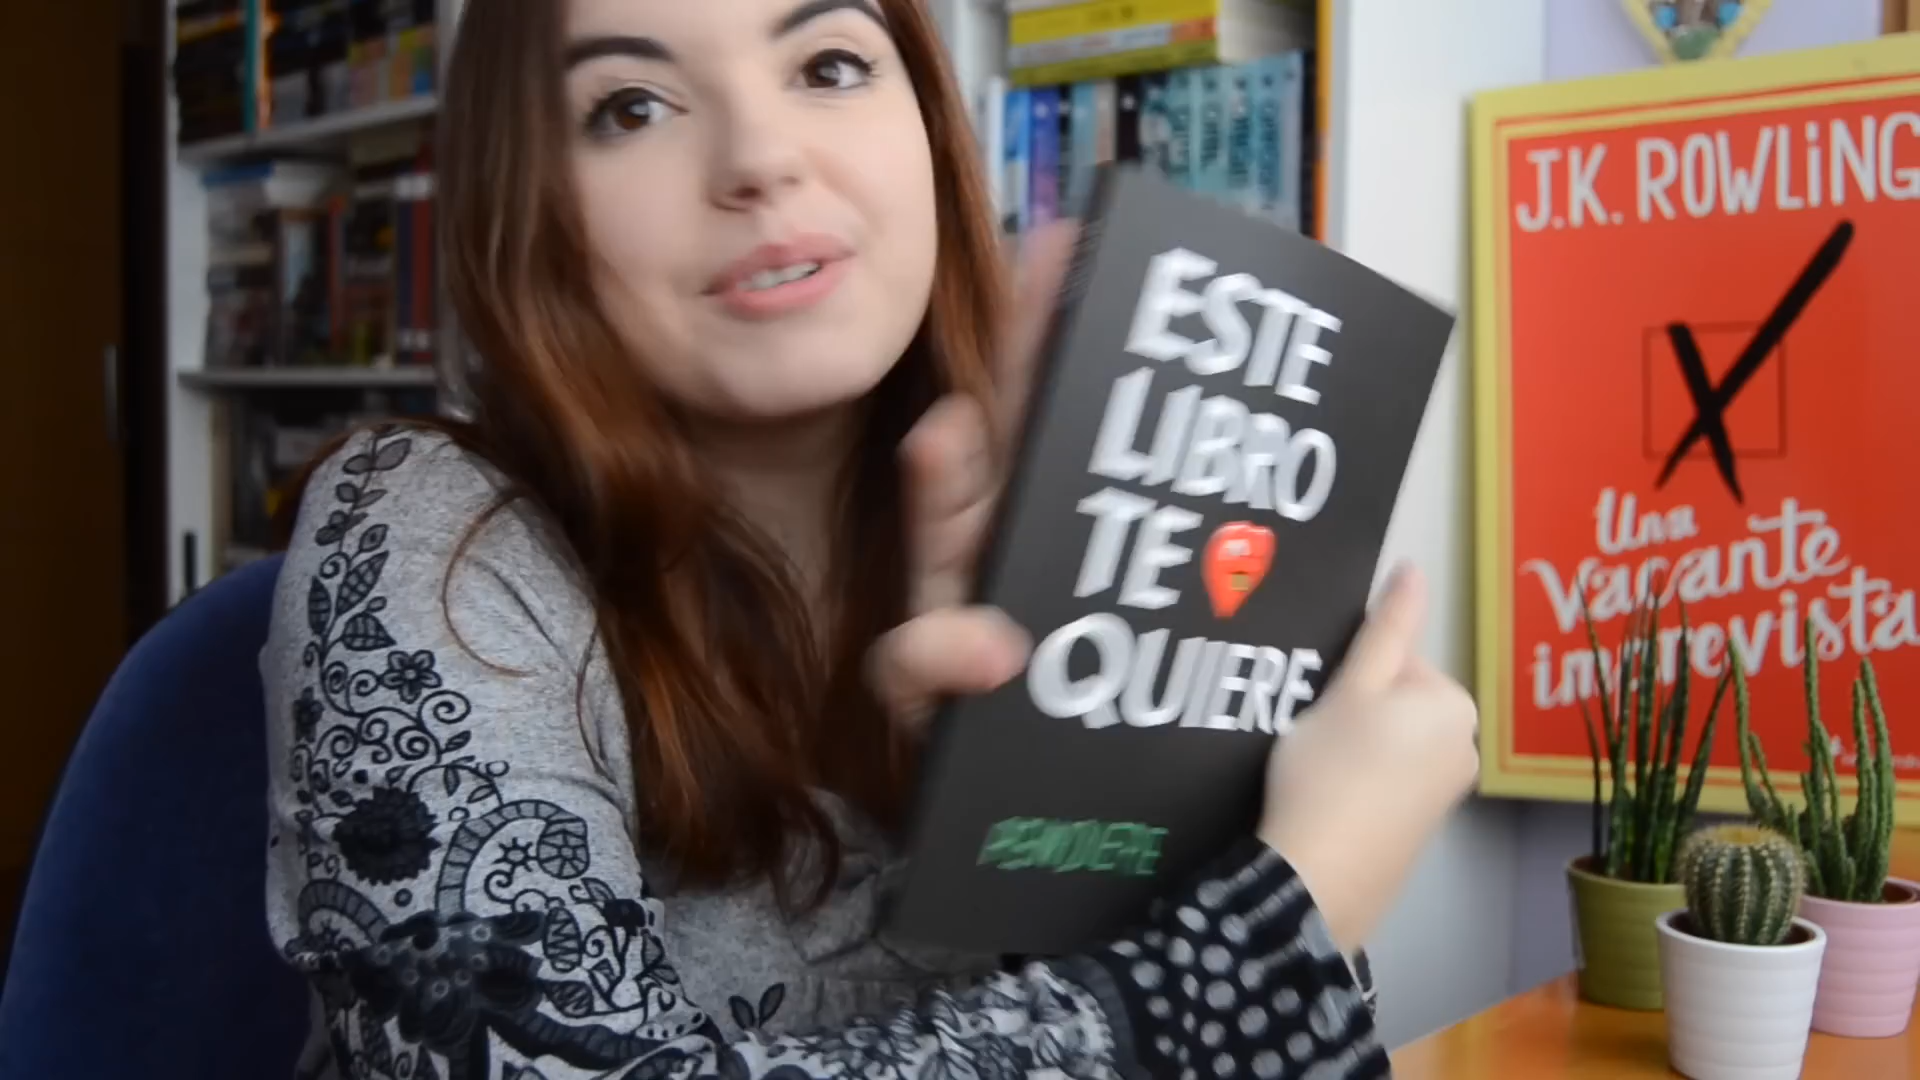 ESTE
LIBRO
TE
QUIERE
J.K. ROWLiNG
Una
vacante
imprevista